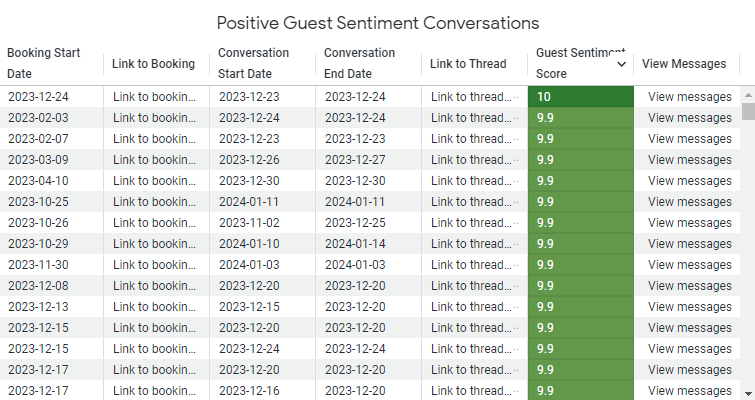 Positive Guest Sentiment Conversations
Booking Start Date Link to Booking Conversation Start Date Conversation End Date Link to Thread Guest Sentiment Score View Messages
2023-12-24 Link to bookin... 2023-12-23 2023-12-24 Link to thread... 10 View messages
2023-02-03 Link to bookin... 2023-12-24 2023-12-24 Link to thread... 9.9 View messages
2023-02-07 Link to bookin... 2023-12-23 2023-12-23 Link to thread... 9.9 View messages
2023-03-09 Link to bookin... 2023-12-26 2023-12-27 Link to thread... 9.9 View messages
2023-04-10 Link to bookin... 2023-12-30 2023-12-30 Link to thread... 9.9 View messages
2023-10-25 Link to bookin... 2024-01-11 2024-01-11 Link to thread... 9.9 View messages
2023-10-26 Link to bookin... 2023-11-02 2023-12-25 Link to thread... 9.9 View messages
2023-10-29 Link to bookin... 2024-01-10 2024-01-14 Link to thread... 9.9 View messages
2023-11-30 Link to bookin... 2024-01-03 2024-01-03 Link to thread... 9.9 View messages
2023-12-08 Link to bookin... 2023-12-20 2023-12-20 Link to thread... 9.9 View messages
2023-12-13 Link to bookin... 2023-12-15 2023-12-20 Link to thread... 9.9 View messages
2023-12-15 Link to bookin... 2023-12-20 2023-12-20 Link to thread... 9.9 View messages
2023-12-15 Link to bookin... 2023-12-24 2023-12-24 Link to thread... 9.9 View messages
2023-12-17 Link to bookin... 2023-12-20 2023-12-20 Link to thread... 9.9 View messages
2023-12-17 Link to bookin... 2023-12-16 2023-12-20 Link to thread... 9.9 View messages